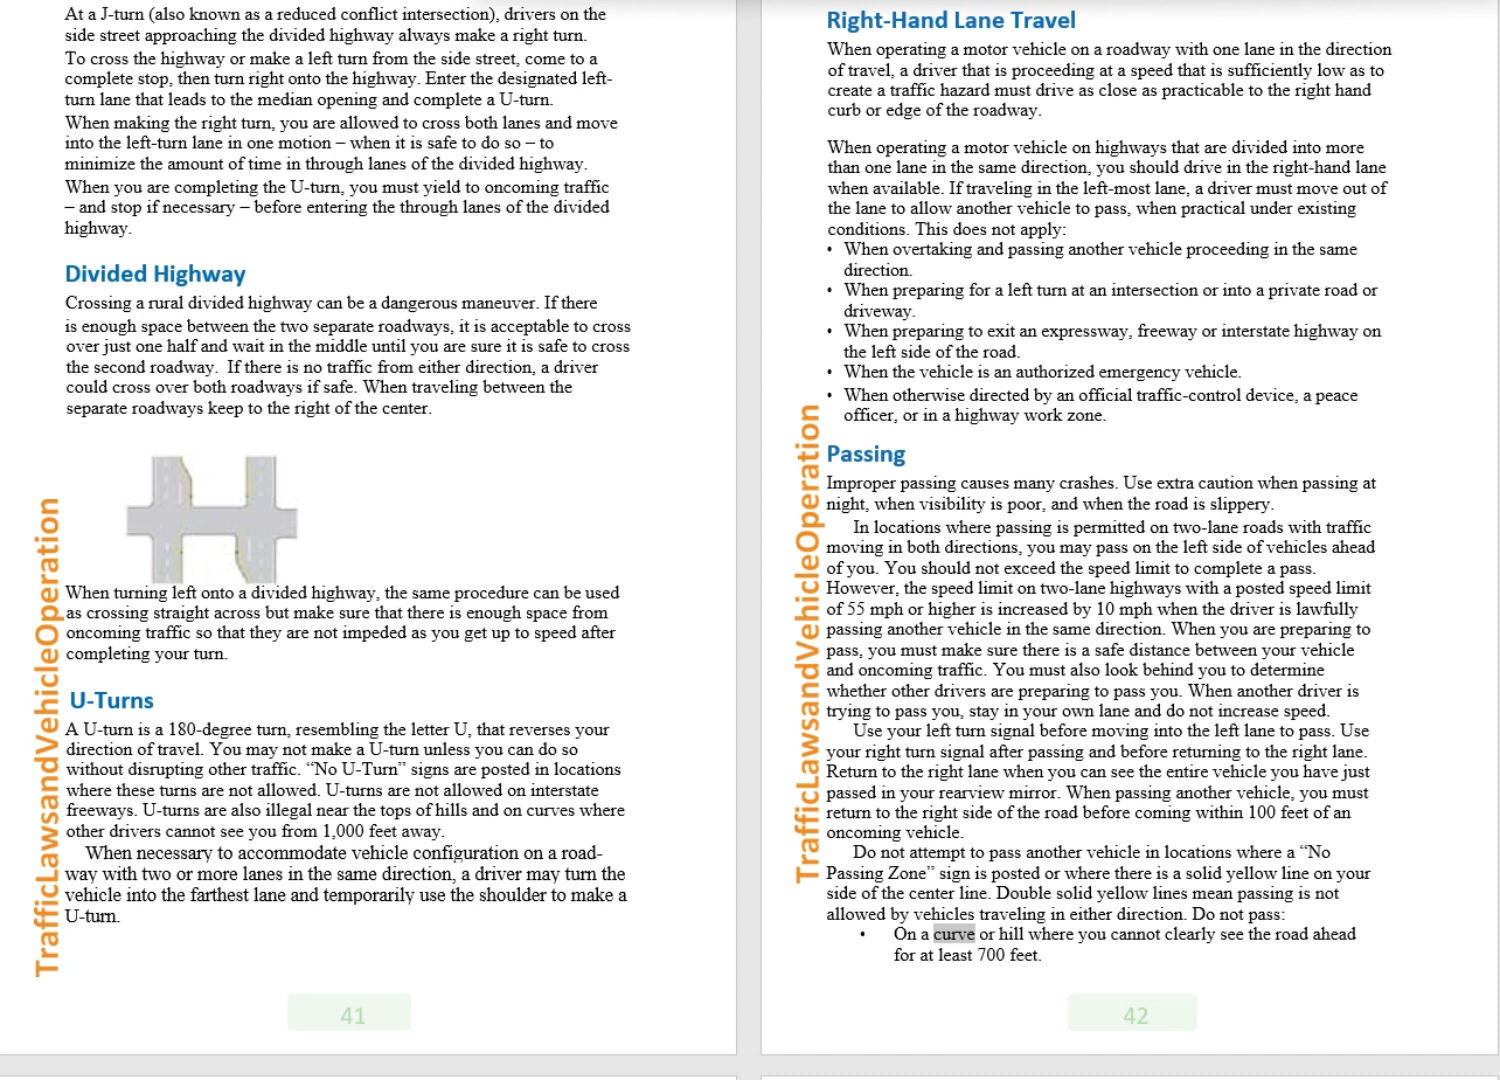 At a J-turn (also known as a reduced conflict intersection), drivers on the
side street approaching the divided highway always make a right turn.
To cross the highway or make a left turn from the side street, come to a
complete stop, then turn right onto the highway. Enter the designated left-
turn lane that leads to the median opening and complete a U-turn.
When making the right turn, you are allowed to cross both lanes and move
into the left-turn lane in one motion – when it is safe to do so – to
minimize the amount of time in through lanes of the divided highway.
When you are completing the U-turn, you must yield to oncoming traffic
– and stop if necessary – before entering the through lanes of the divided
highway.
Divided Highway
Crossing a rural divided highway can be a dangerous maneuver. If there
is enough space between the two separate roadways, it is acceptable to cross
over just one half and wait in the middle until you are sure it is safe to cross
the second roadway. If there is no traffic from either direction, a driver
could cross over both roadways if safe. When traveling between the
separate roadways keep to the right of the center.
When turning left onto a divided highway, the same procedure can be used
as crossing straight across but make sure that there is enough space from
oncoming traffic so that they are not impeded as you get up to speed after
completing your turn.
U-Turns
A U-turn is a 180-degree turn, resembling the letter U, that reverses your
direction of travel. You may not make a U-turn unless you can do so
without disrupting other traffic. “No U-Turn” signs are posted in locations
where these turns are not allowed. U-turns are not allowed on interstate
freeways. U-turns are also illegal near the tops of hills and on curves where
other drivers cannot see you from 1,000 feet away.
When necessary to accommodate vehicle configuration on a road-
way with two or more lanes in the same direction, a driver may turn the
vehicle into the farthest lane and temporarily use the shoulder to make a
U-turn.
TrafficLawsandVehicleOperation
41
Right-Hand Lane Travel
When operating a motor vehicle on a roadway with one lane in the direction
of travel, a driver that is proceeding at a speed that is sufficiently low as to
create a traffic hazard must drive as close as practicable to the right hand
curb or edge of the roadway.
When operating a motor vehicle on highways that are divided into more
than one lane in the same direction, you should drive in the right-hand lane
when available. If traveling in the left-most lane, a driver must move out of
the lane to allow another vehicle to pass, when practical under existing
conditions. This does not apply:
• When overtaking and passing another vehicle proceeding in the same
direction.
• When preparing for a left turn at an intersection or into a private road or
driveway.
• When preparing to exit an expressway, freeway or interstate highway on
the left side of the road.
• When the vehicle is an authorized emergency vehicle.
• When otherwise directed by an official traffic-control device, a peace
officer, or in a highway work zone.
Passing
Improper passing causes many crashes. Use extra caution when passing at
night, when visibility is poor, and when the road is slippery.
In locations where passing is permitted on two-lane roads with traffic
moving in both directions, you may pass on the left side of vehicles ahead
of you. You should not exceed the speed limit to complete a pass.
However, the speed limit on two-lane highways with a posted speed limit
of 55 mph or higher is increased by 10 mph when the driver is lawfully
passing another vehicle in the same direction. When you are preparing to
pass, you must make sure there is a safe distance between your vehicle
and oncoming traffic. You must also look behind you to determine
whether other drivers are preparing to pass you. When another driver is
trying to pass you, stay in your own lane and do not increase speed.
Use your left turn signal before moving into the left lane to pass. Use
your right turn signal after passing and before returning to the right lane.
Return to the right lane when you can see the entire vehicle you have just
passed in your rearview mirror. When passing another vehicle, you must
return to the right side of the road before coming within 100 feet of an
oncoming vehicle.
Do not attempt to pass another vehicle in locations where a “No
Passing Zone” sign is posted or where there is a solid yellow line on your
side of the center line. Double solid yellow lines mean passing is not
allowed by vehicles traveling in either direction. Do not pass:
• On a curve or hill where you cannot clearly see the road ahead
for at least 700 feet.
TrafficLawsandVehicleOperation
42